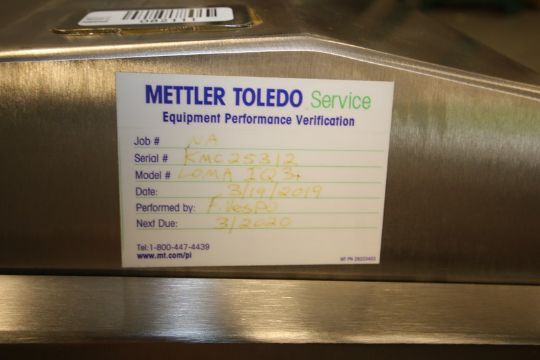 METTLER TOLEDO Service
Equipment Performance Verification
Job # NA
Serial # KMC25312
Model # LOMA IQ3+
Date: 3/19/2019
Performed by: F. Vespo
Next Due: 3/2020
Tel:1-800-447-4439
www.mt.com/pi